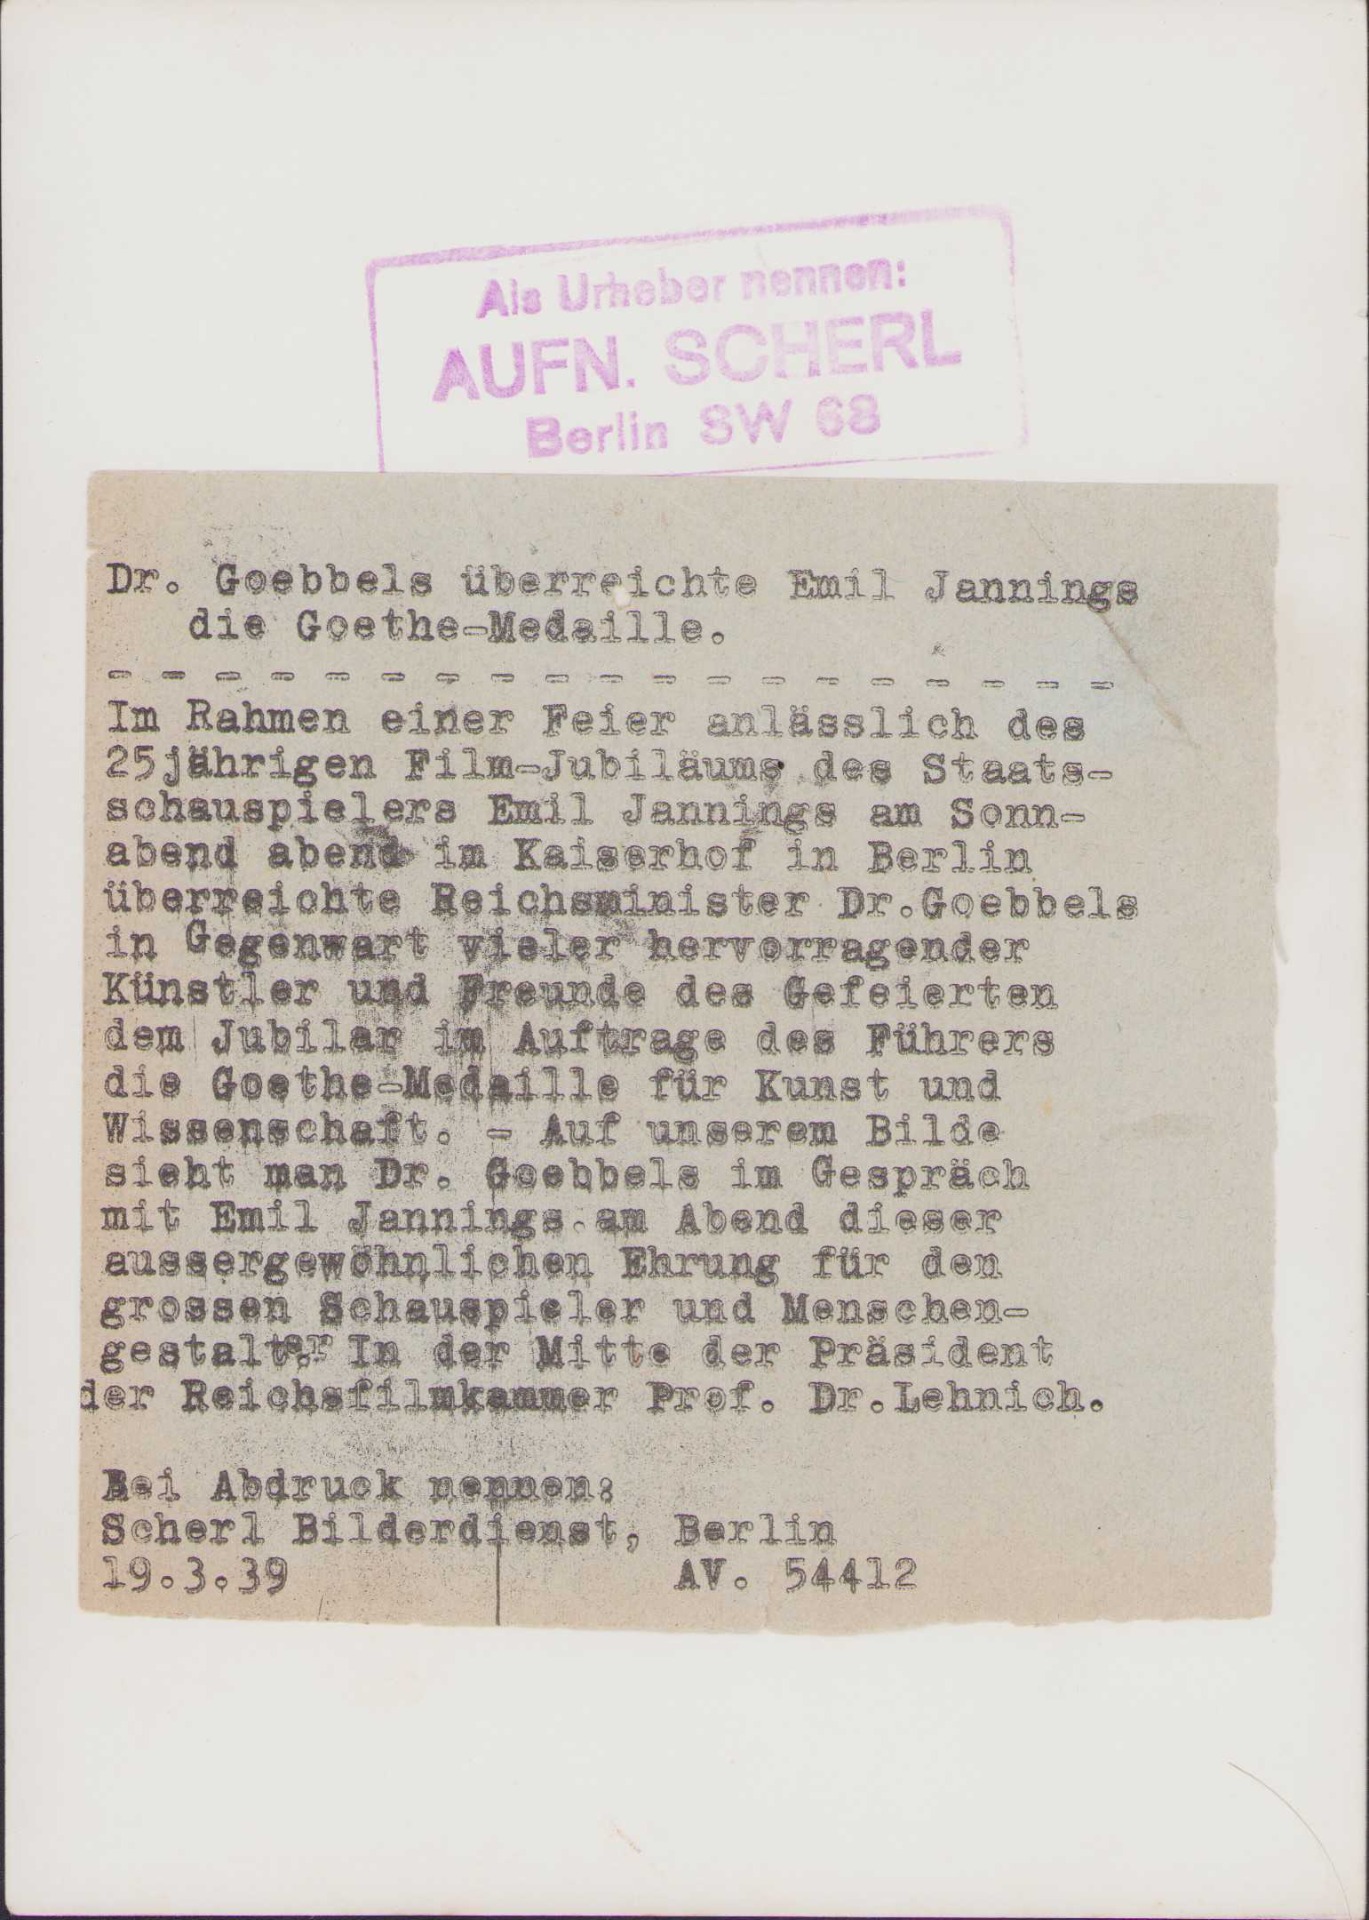 Als Urheber nennen:
AUFN. SCHERL
Berlin SW 68
Dr. Goebbels überreichte Emil Jannings
die Goethe-Medaille.
- - - - - - - - - - - - - - - - - - -
Im Rahmen einer Feier anlässlich des
25jährigen Film-Jubiläums des Staats-
schauspielers Emil Jannings am Sonn-
abend abend im Kaiserhof in Berlin
überreichte Reichsminister Dr.Goebbels
in Gegenwart vieler hervorragender
Künstler und Freunde des Gefeierten
dem Jubilar im Auftrage des Führers
die Goethe-Medaille für Kunst und
Wissenschaft. - Auf unserem Bilde
sieht man Dr. Goebbels im Gespräch
mit Emil Jannings am Abend dieser
aussergewöhnlichen Ehrung für den
grossen Schauspieler und Menschen-
gestalter. In der Mitte der Präsident
der Reichsfilmkammer Prof. Dr.Lehnich.
Bei Abdruck nennen:
Scherl Bilderdienst, Berlin
19.3.39 AV. 54412